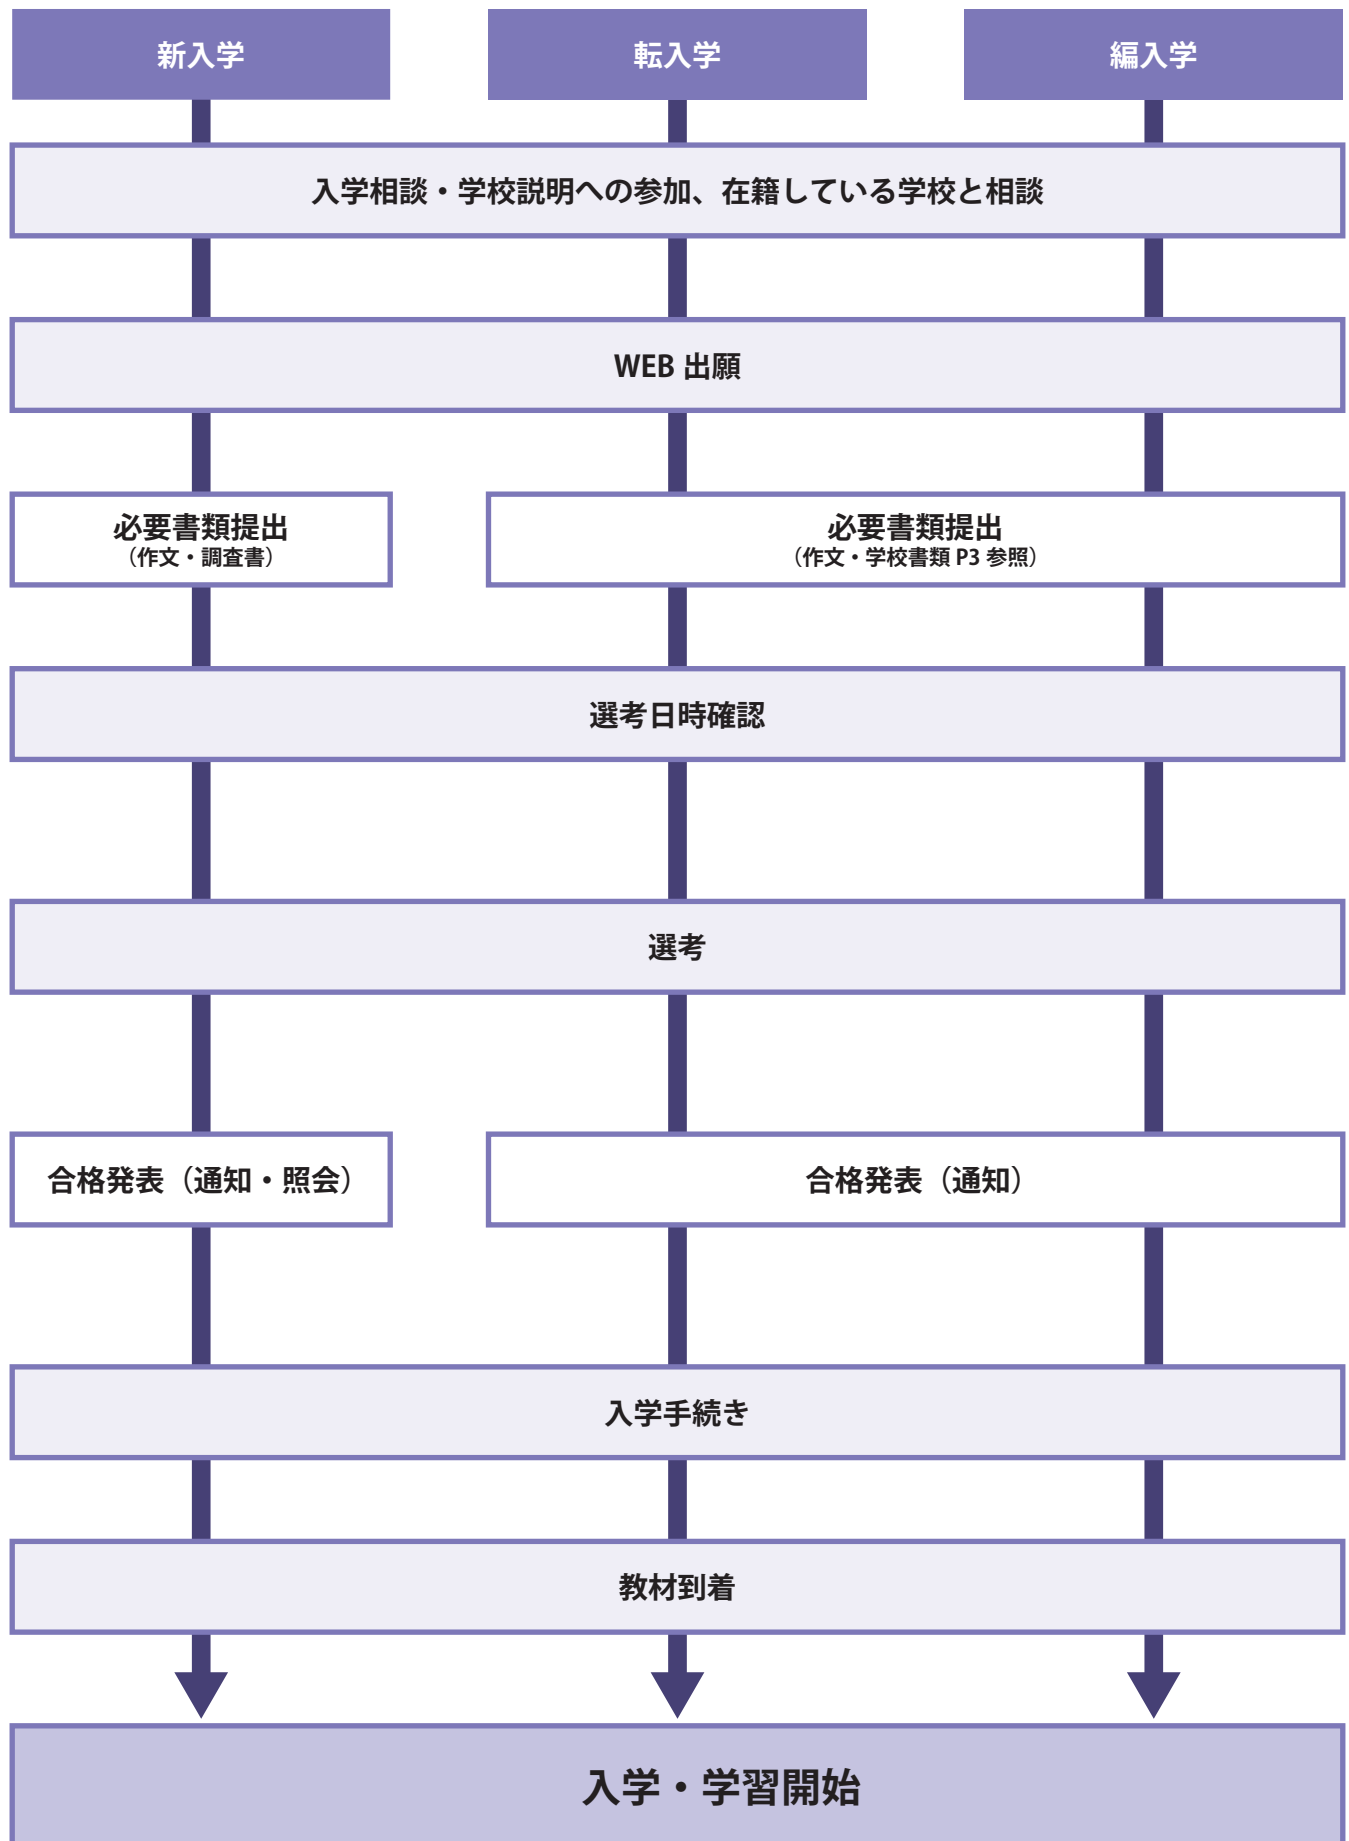 新入学
転入学
編入学
入学相談・学校説明への参加、在籍している学校と相談
WEB 出願
必要書類提出
（作文・調査書）
必要書類提出
（作文・学校書類 P3 参照）
選考日時確認
選考
合格発表（通知・照会）
合格発表（通知）
入学手続き
教材到着
入学・学習開始